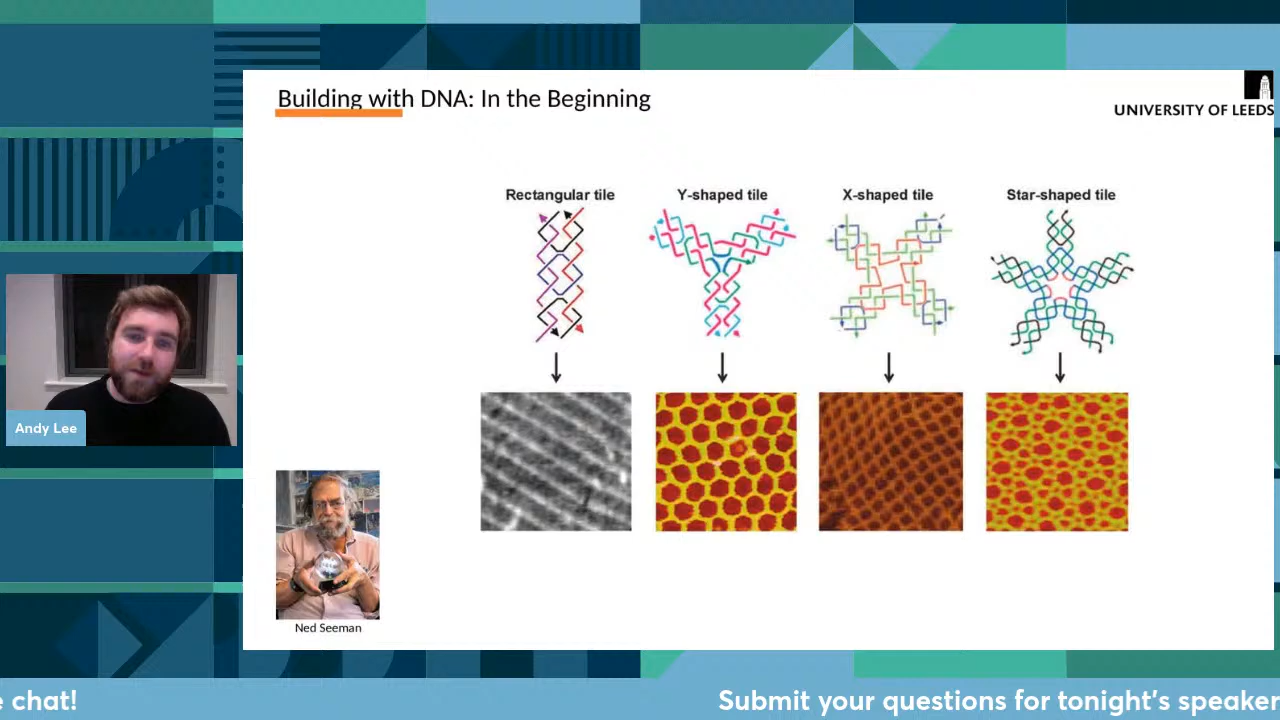 Building with DNA: In the Beginning
UNIVERSITY OF LEEDS
Rectangular tile
Y-shaped tile
X-shaped tile
Star-shaped tile
Andy Lee
Ned Seeman
e chat!
Submit your questions for tonight's speaker